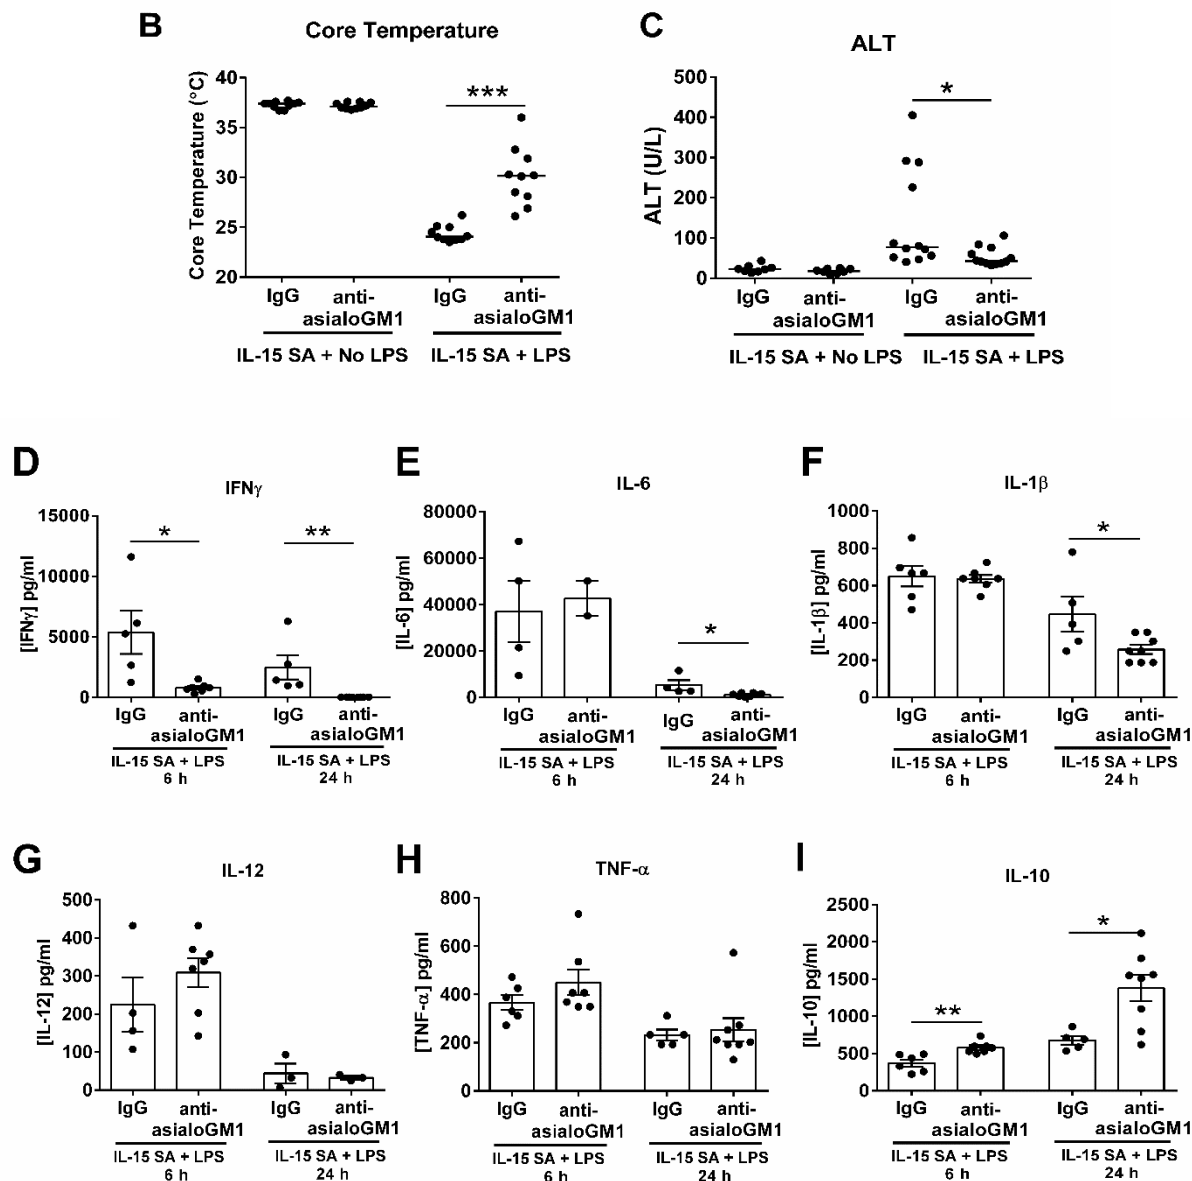 B
Core Temperature
Core Temperature (°C)
40
35
30
25
20
***
IgG
anti-
asialoGM1
IgG
anti-
asialoGM1
IL-15 SA + No LPS
IL-15 SA + LPS
C
ALT
ALT (U/L)
500
400
300
200
100
0
*
IgG
anti-
asialoGM1
IgG
anti-
asialoGM1
IL-15 SA + No LPS
IL-15 SA + LPS
D
IFNγ
[IFNγ] pg/ml
15000
10000
5000
0
*
**
IgG
anti-
asialoGM1
IgG
anti-
asialoGM1
IL-15 SA + LPS
6 h
IL-15 SA + LPS
24 h
E
IL-6
[IL-6] pg/ml
80000
60000
40000
20000
0
*
IgG
anti-
asialoGM1
IgG
anti-
asialoGM1
IL-15 SA + LPS
6 h
IL-15 SA + LPS
24 h
F
IL-1β
[IL-1β] pg/ml
1000
800
600
400
200
0
*
IgG
anti-
asialoGM1
IgG
anti-
asialoGM1
IL-15 SA + LPS
6 h
IL-15 SA + LPS
24 h
G
IL-12
[IL-12] pg/ml
500
400
300
200
100
0
IgG
anti-
asialoGM1
IgG
anti-
asialoGM1
IL-15 SA + LPS
6 h
IL-15 SA + LPS
24 h
H
TNF-α
[TNF-α] pg/ml
800
600
400
200
0
IgG
anti-
asialoGM1
IgG
anti-
asialoGM1
IL-15 SA + LPS
6 h
IL-15 SA + LPS
24 h
I
IL-10
[IL-10] pg/ml
2500
2000
1500
1000
500
0
**
*
IgG
anti-
asialoGM1
IgG
anti-
asialoGM1
IL-15 SA + LPS
6 h
IL-15 SA + LPS
24 h